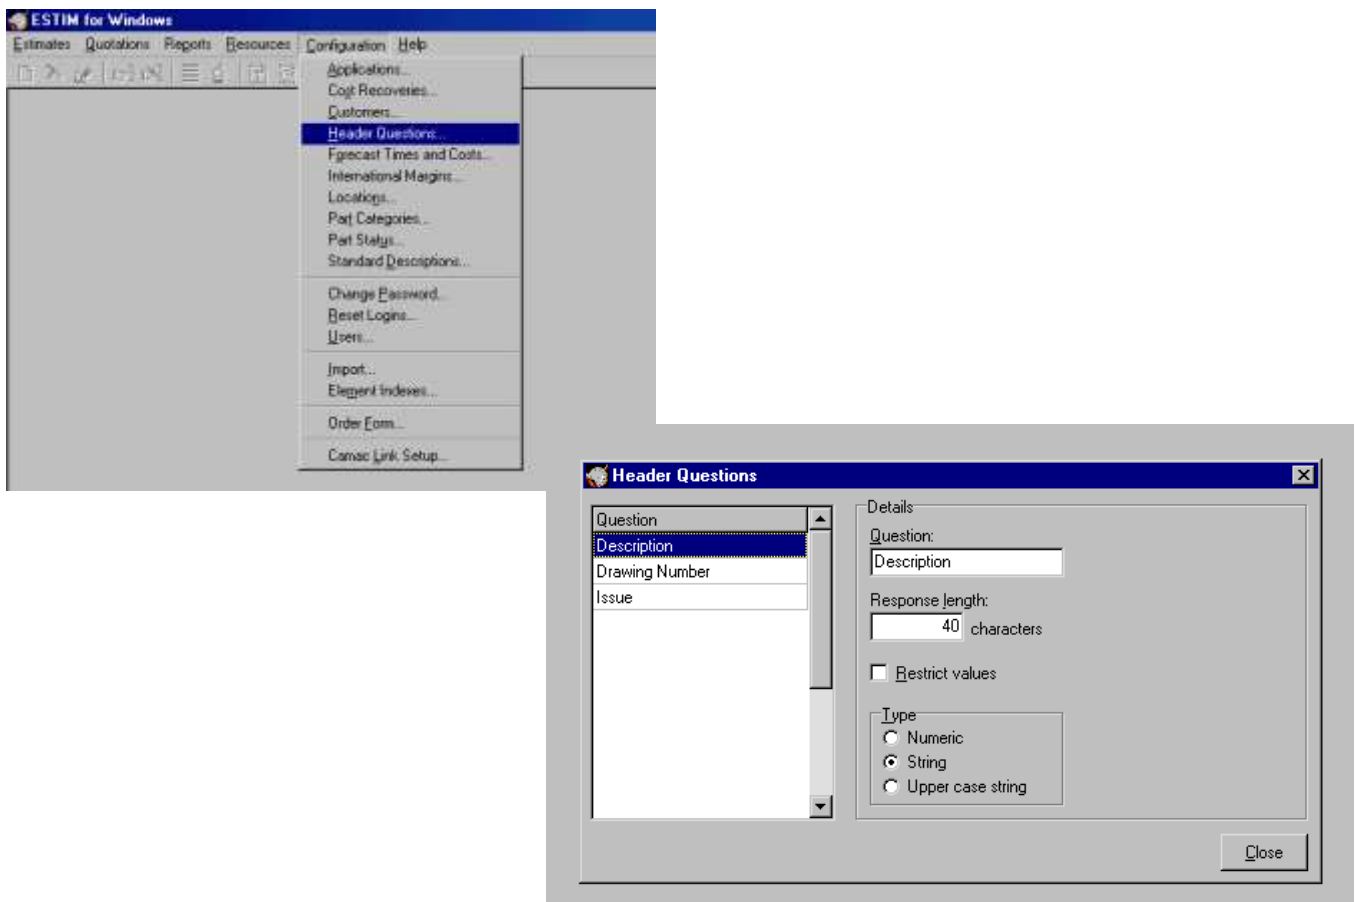 ESTIM for Windows
Estimates Quotations Reports Resources Configuration Help
Applications...
Cost Recoveries...
Customers...
Header Questions...
Forecast Times and Costs...
International Margins...
Locations...
Part Categories...
Part Status...
Standard Descriptions...
Change Password...
Reset Logins...
Users...
Import...
Element Indexes...
Order Form...
Camac Link Setup...
Header Questions
Question
Description
Drawing Number
Issue
Details
Question:
Description
Response length:
40 characters
Restrict values
Type
Numeric
String
Upper case string
Close